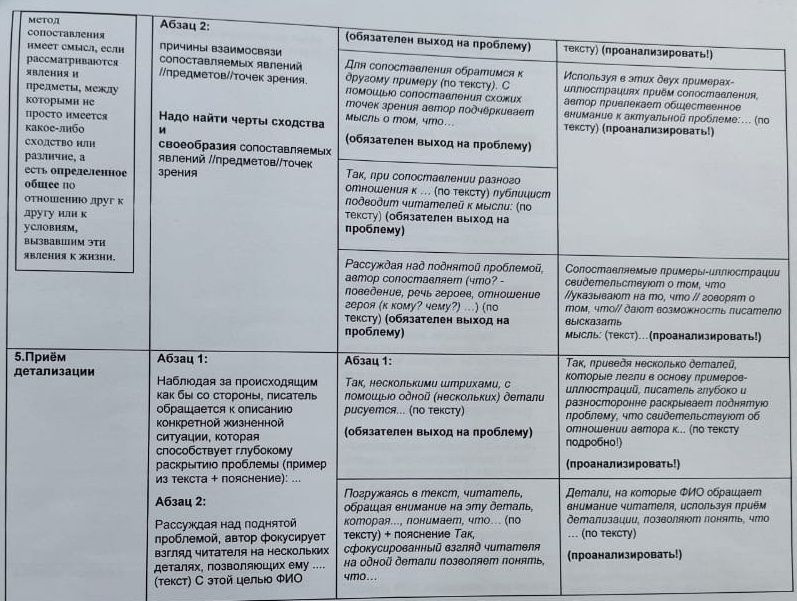 метод
сопоставления
имеет смысл, если
рассматриваются
явления и
предметы, между
которыми не
просто имеется
какое-либо
сходство или
различие, а
есть определенное
общее по
отношению друг к
другу или к
условиям,
вызвавшим эти
явления к жизни.
Абзац 2:
причины взаимосвязи
сопоставляемых явлений
//предметов//точек зрения.
Надо найти черты сходства
и
своеобразия сопоставляемых
явлений //предметов//точек
зрения
(обязателен выход на проблему)
Для сопоставления обратимся к
другому примеру (по тексту). С
помощью сопоставления схожих
точек зрения автор подчёркивает
мысль о том, что…
(обязателен выход на проблему)
Так, при сопоставлении разного
отношения к … (по тексту) публицист
подводит читателей к мысли: (по
тексту) (обязателен выход на
проблему)
Рассуждая над поднятой проблемой,
автор сопоставляет (что? -
поведение, речь героев, отношение
героя (к кому? чему?) …) (по
тексту) (обязателен выход на
проблему)
тексту) (проанализировать!)
Используя в этих двух примерах-
иллюстрациях приём сопоставления,
автор привлекает общественное
внимание к актуальной проблеме:… (по
тексту) (проанализировать!)
Сопоставляемые примеры-иллюстрации
свидетельствуют о том, что
//указывают на то, что // говорят о
том, что// дают возможность писателю
высказать
мысль: (текст)…(проанализировать!)
5.Приём
детализации
Абзац 1:
Наблюдая за происходящим
как бы со стороны, писатель
обращается к описанию
конкретной жизненной
ситуации, которая
способствует глубокому
раскрытию проблемы (пример
из текста + пояснение): ...
Абзац 2:
Рассуждая над поднятой
проблемой, автор фокусирует
взгляд читателя на нескольких
деталях, позволяющих ему ....
(текст) С этой целью ФИО
Абзац 1:
Так, несколькими штрихами, с
помощью одной (нескольких) детали
рисуется... (по тексту)
(обязателен выход на проблему)
Погружаясь в текст, читатель,
обращая внимание на эту деталь,
которая..., понимает, что… (по
тексту) + пояснение Так,
сфокусированный взгляд читателя
на одной детали позволяет понять,
что…
Так, приведя несколько деталей,
которые легли в основу примеров-
иллюстраций, писатель глубоко и
разносторонне раскрывает поднятую
проблему, что свидетельствуют об
отношении автора к... (по тексту
подробно!)
(проанализировать!)
Детали, на которые ФИО обращает
внимание читателя, используя приём
детализации, позволяют понять, что
… (по тексту)
(проанализировать!)